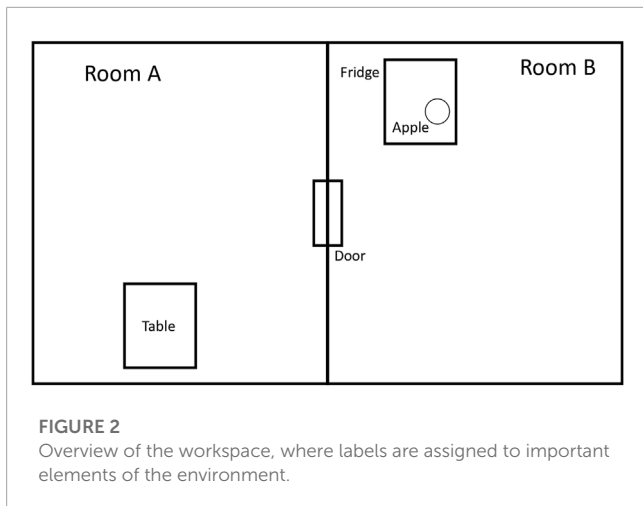 Room A
Fridge
Room B
Apple
Door
Table
FIGURE 2
Overview of the workspace, where labels are assigned to important
elements of the environment.